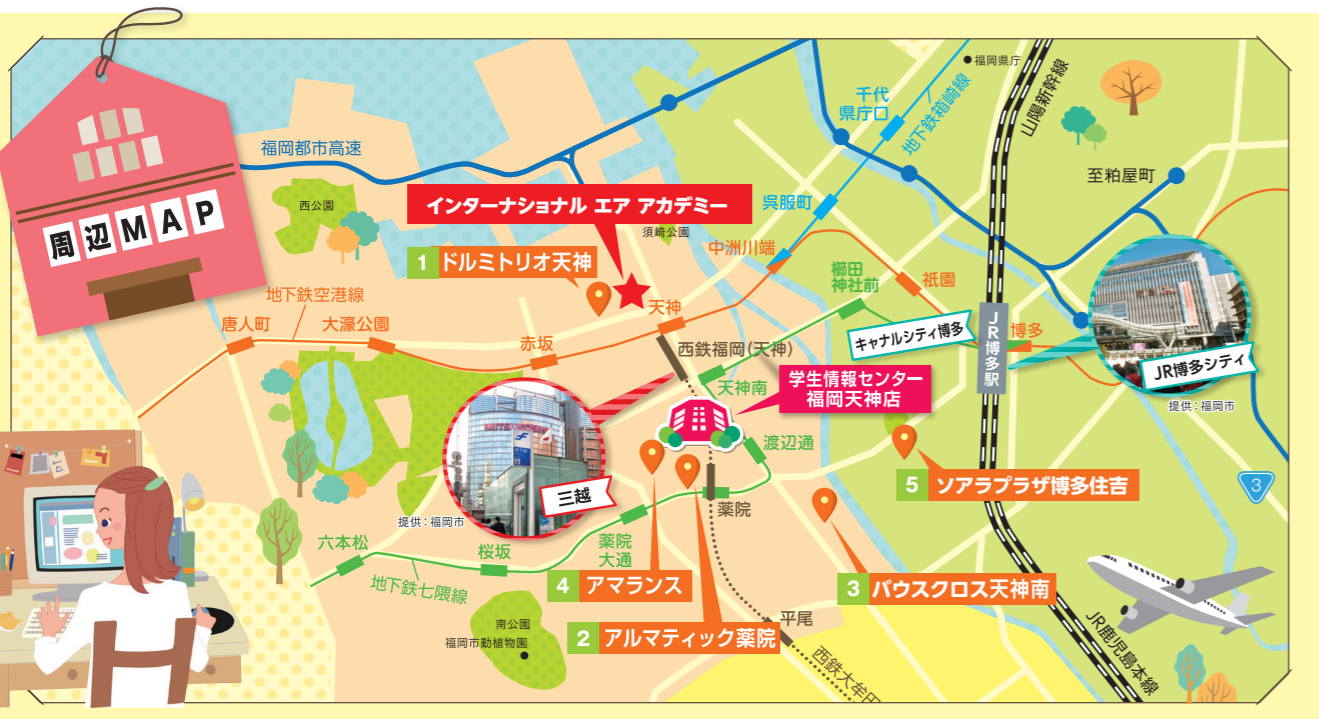 周辺MAP
福岡都市高速
西公園
インターナショナル エア アカデミー
須崎公園
1 ドルミトリオ天神
地下鉄空港線
唐人町
大濠公園
赤坂
天神
中洲川端
呉服町
千代
県庁口
地下鉄箱崎線
福岡県庁
山陽新幹線
至粕屋町
櫛田
神社前
祇園
キャナルシティ博多
JR博多駅
博多
JR博多シティ
提供：福岡市
西鉄福岡(天神)
天神南
学生情報センター
福岡天神店
渡辺通
MITSUKOSHI
三越
提供：福岡市
5 ソアラプラザ博多住吉
3
薬院
六本松
桜坂
薬院
大通
地下鉄七隈線
4 アマランス
3 バウスクロス天神南
2 アルマティック薬院
南公園
福岡市動植物園
平尾
西鉄大牟田
JR鹿児島本線